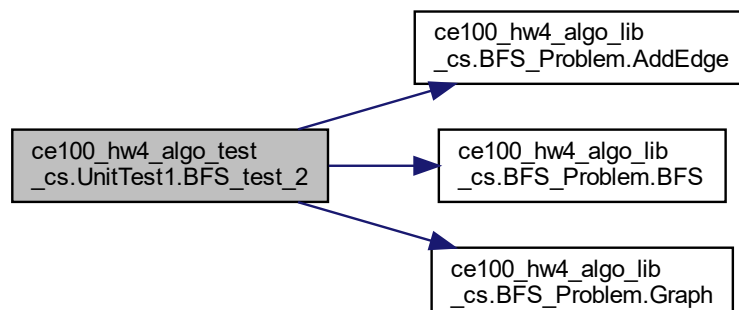 ce100_hw4_algo_lib
_cs.BFS_Problem.AddEdge
ce100_hw4_algo_test
_cs.UnitTest1.BFS_test_2
ce100_hw4_algo_lib
_cs.BFS_Problem.BFS
ce100_hw4_algo_lib
_cs.BFS_Problem.Graph